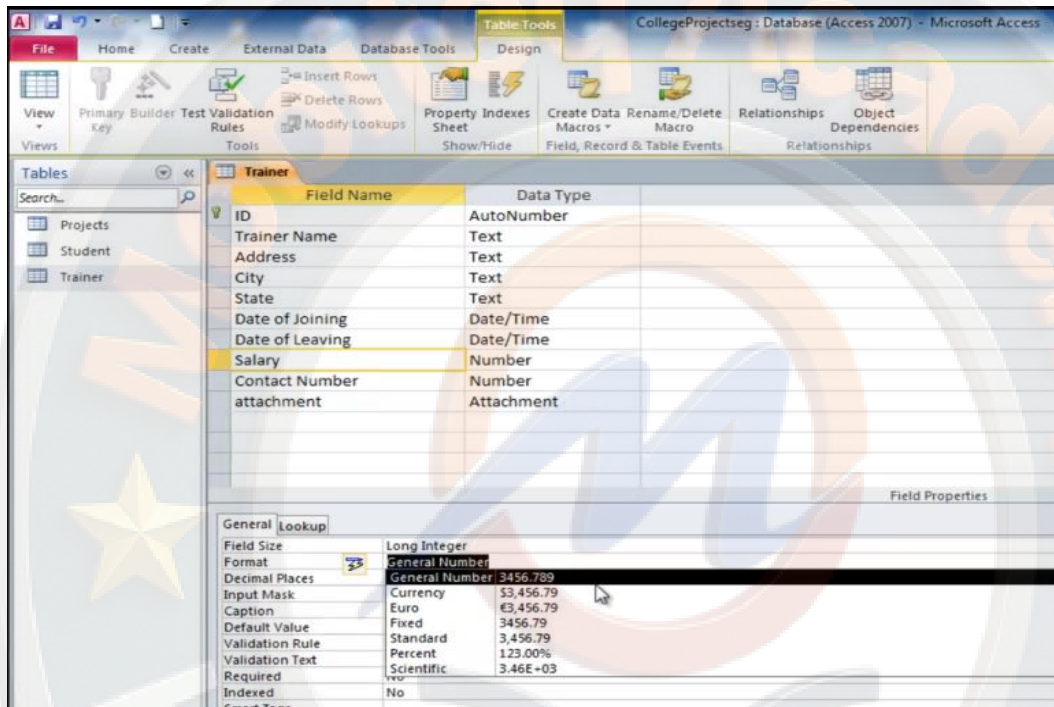 A
Table Tools
CollegeProjectseg : Database (Access 2007) - Microsoft Access
File Home Create External Data Database Tools Design
View Primary Key Builder Test Validation Rules Insert Rows Delete Rows Modify Lookups Property Sheet Indexes Create Data Macros Rename/Delete Macro Relationships Object Dependencies
Views Tools Show/Hide Field, Record & Table Events Relationships
Tables Trainer
Search... Field Name Data Type
Projects
Student
Trainer
ID AutoNumber
Trainer Name Text
Address Text
City Text
State Text
Date of Joining Date/Time
Date of Leaving Date/Time
Salary Number
Contact Number Number
attachment Attachment
Field Properties
General Lookup
Field Size Long Integer
Format General Number
Decimal Places General Number 3456.789
Input Mask Currency $3,456.79
Caption Euro €3,456.79
Default Value Fixed 3456.79
Validation Rule Standard 3,456.79
Validation Text Percent 123.00%
Required Scientific 3.46E+03
Indexed No